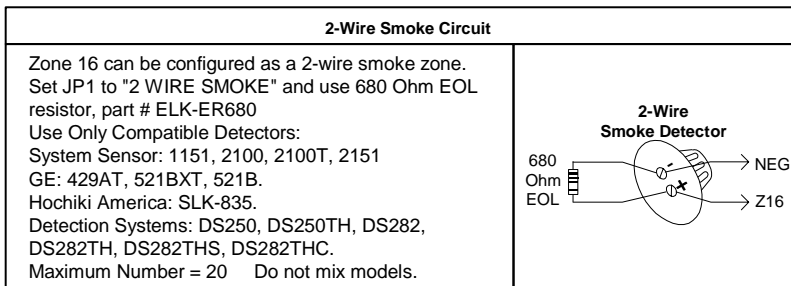 2-Wire Smoke Circuit
Zone 16 can be configured as a 2-wire smoke zone.
Set JP1 to "2 WIRE SMOKE" and use 680 Ohm EOL
resistor, part # ELK-ER680
Use Only Compatible Detectors:
System Sensor: 1151, 2100, 2100T, 2151
GE: 429AT, 521BXT, 521B.
Hochiki America: SLK-835.
Detection Systems: DS250, DS250TH, DS282,
DS282TH, DS282THS, DS282THC.
Maximum Number = 20 Do not mix models.
2-Wire
Smoke Detector
680
Ohm
EOL
-
+
NEG
Z16